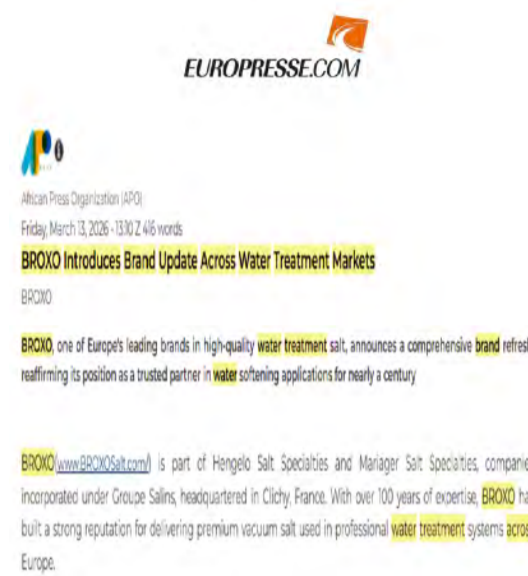 EUROPRESSE.COM
African Press Organization (APO)
Friday, March 13, 2026 - 13:10 Z 416 words
BROXO Introduces Brand Update Across Water Treatment Markets
BROXO
BROXO, one of Europe's leading brands in high-quality water treatment salt, announces a comprehensive brand refresh
reaffirming its position as a trusted partner in water softening applications for nearly a century
BROXO (www.BROXOSalt.com/) is part of Hengelo Salt Specialties and Mariager Salt Specialties, companie
incorporated under Groupe Salins, headquartered in Clichy, France. With over 100 years of expertise, BROXO ha
built a strong reputation for delivering premium vacuum salt used in professional water treatment systems acros
Europe.